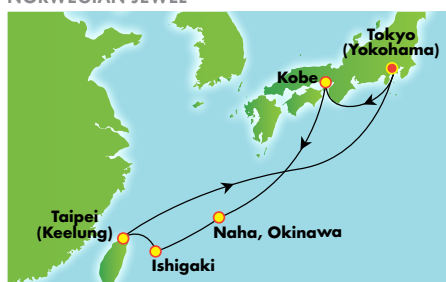 NORWEGIAN JEWEL
Tokyo
(Yokohama)
Kobe
Taipei
(Keelung)
Naha, Okinawa
Ishigaki